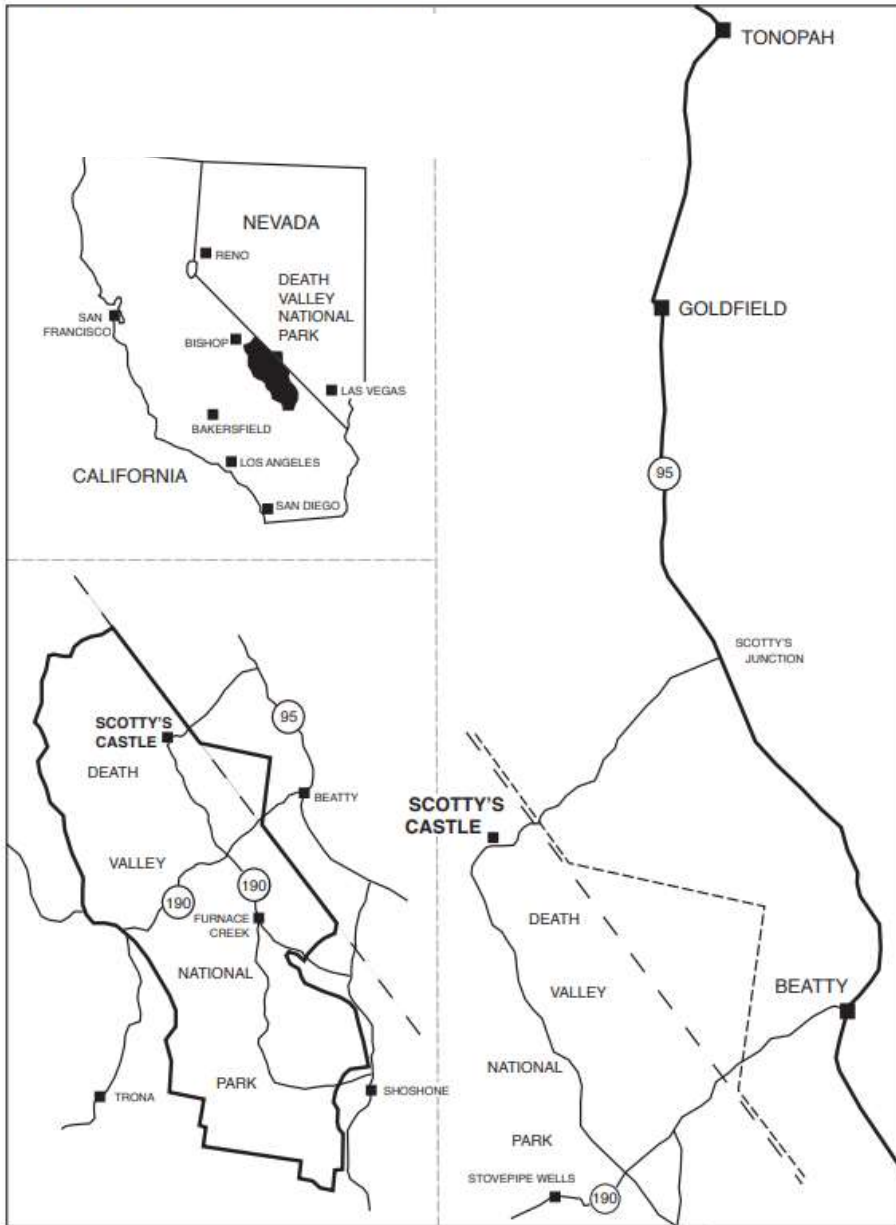 NEVADA
RENO
DEATH
VALLEY
NATIONAL
PARK
SAN
FRANCISCO
BISHOP
LAS VEGAS
BAKERSFIELD
LOS ANGELES
CALIFORNIA
SAN DIEGO
95
SCOTTY'S
CASTLE
DEATH
BEATTY
VALLEY
190
190
FURNACE
CREEK
NATIONAL
PARK
TRONA
SHOSHONE
TONOPAH
GOLDFIELD
95
SCOTTY'S
JUNCTION
SCOTTY'S
CASTLE
DEATH
VALLEY
BEATTY
NATIONAL
PARK
STOVEPIPE WELLS
190